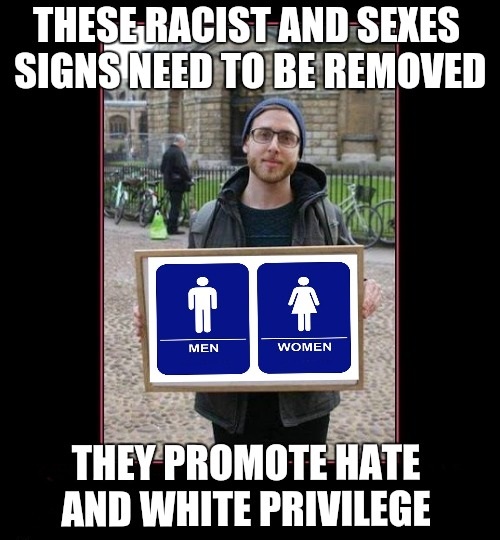 THESE RACIST AND SEXES
SIGNS NEED TO BE REMOVED
MEN
WOMEN
THEY PROMOTE HATE
AND WHITE PRIVILEGE